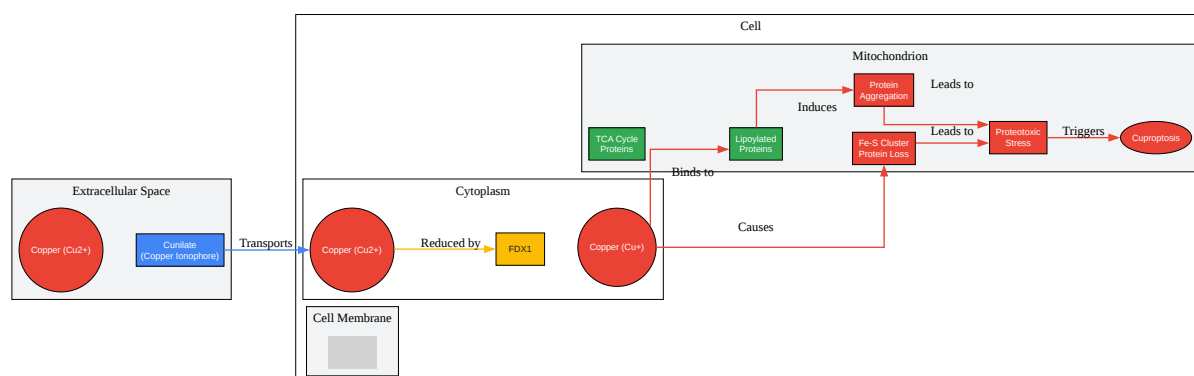 Cell
Mitochondrion
Protein
Aggregation
Leads to
Induces
TCA Cycle
Proteins
Lipoylated
Proteins
Fe-S Cluster
Protein Loss
Leads to
Proteotoxic
Stress
Triggers
Cuproptosis
Binds to
Extracellular Space
Copper (Cu2+)
Cunilate
(Copper Ionophore)
Transports
Cytoplasm
Copper (Cu2+)
Reduced by
FDX1
Copper (Cu+)
Causes
Cell Membrane